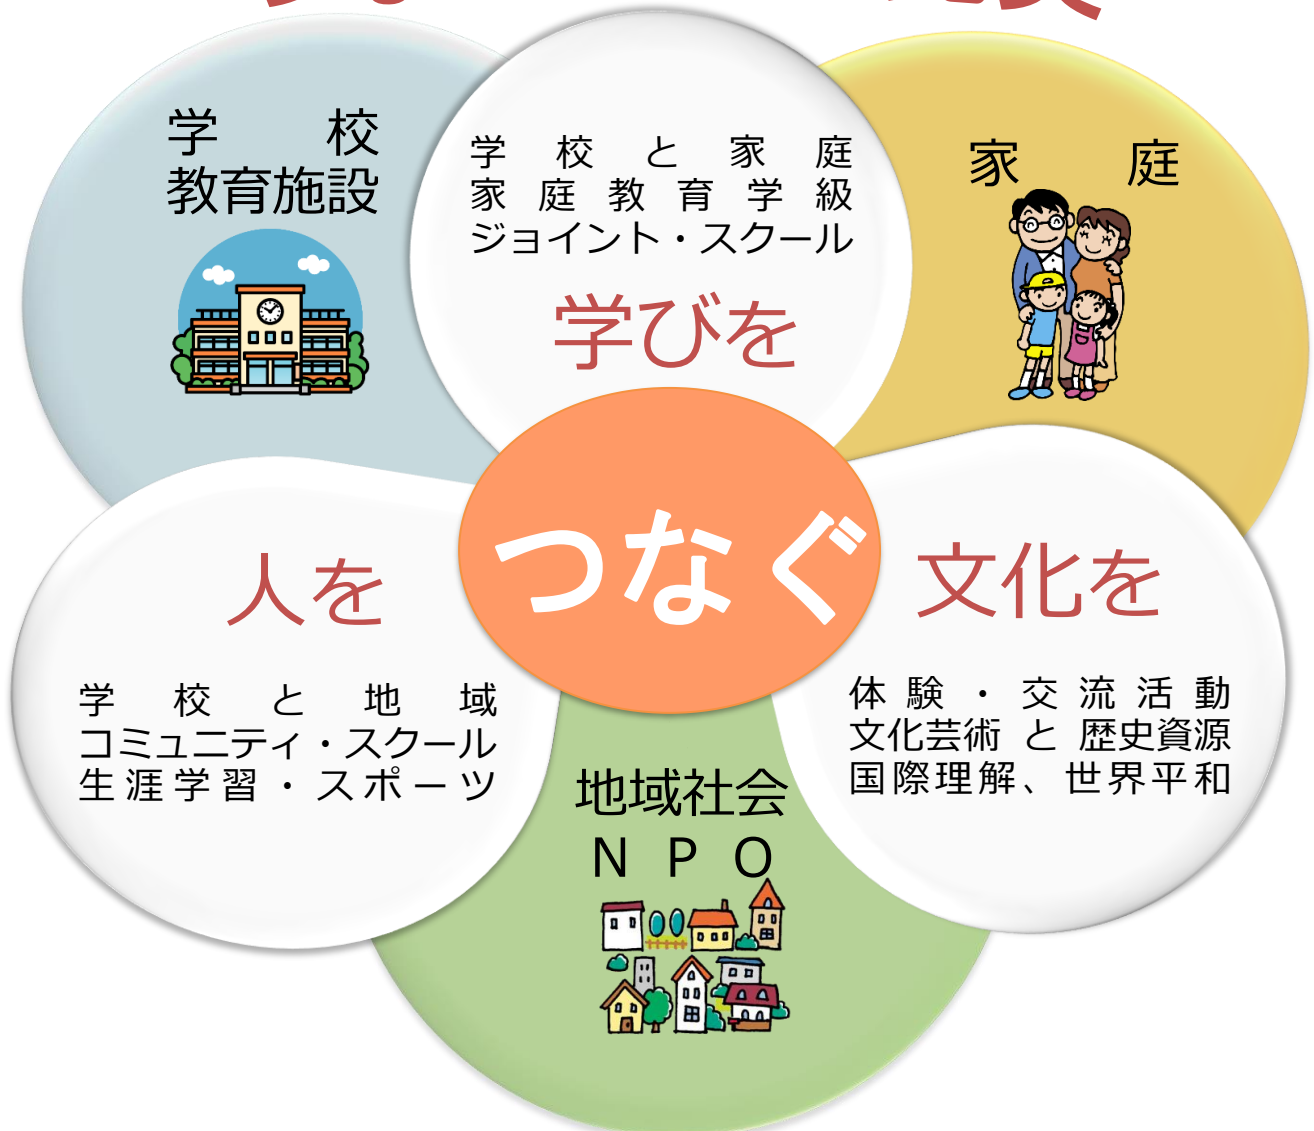 学校
教育施設
学校と家庭
家庭教育学級
ジョイント・スクール
学びを
家庭
つなぐ
人を
学校と地域
コミュニティ・スクール
生涯学習・スポーツ
文化を
体験・交流活動
文化芸術と歴史資源
国際理解、世界平和
地域社会
ＮＰＯ